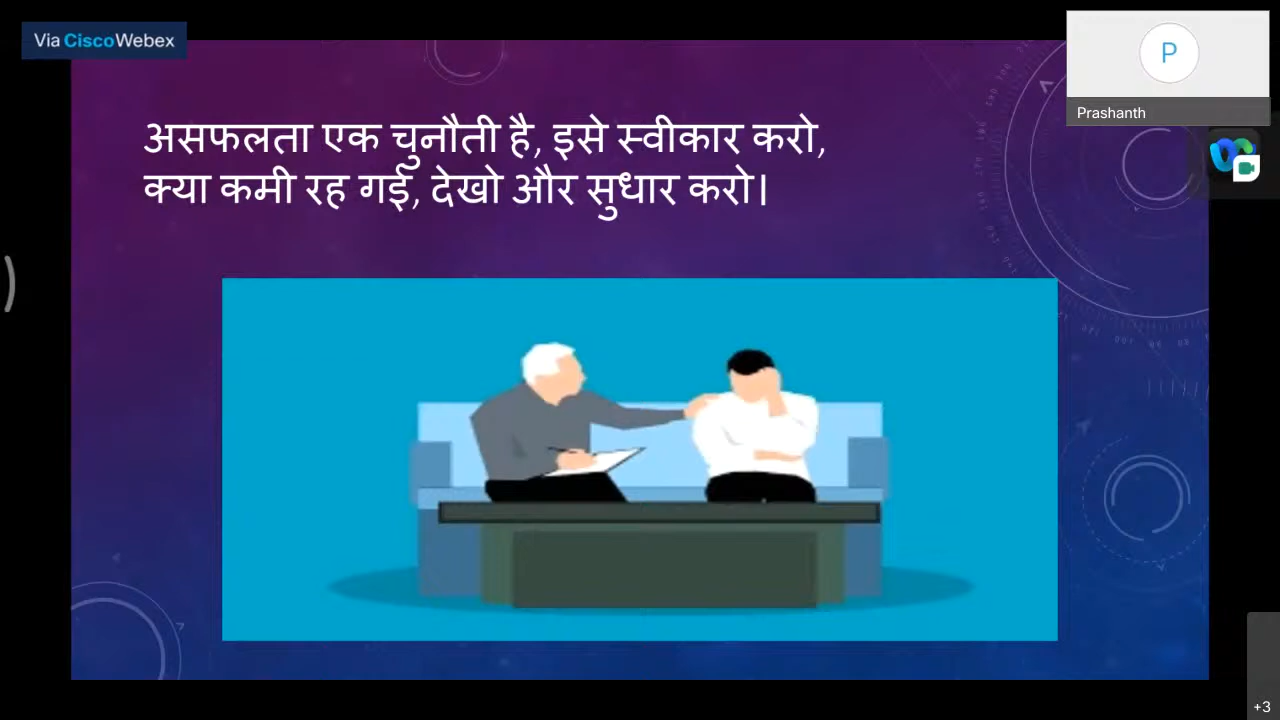 Via CiscoWebex
P
Prashanth
असफलता एक चुनौती है, इसे स्वीकार करो,
क्या कमी रह गई, देखो और सुधार करो।
+3